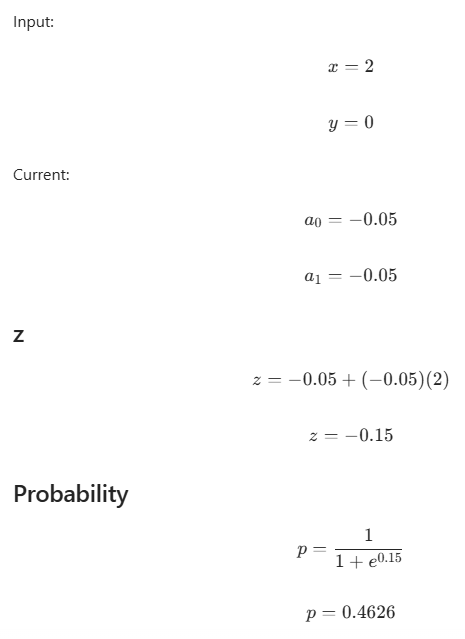 Input:
x = 2
y = 0
Current:
a₀ = −0.05
a₁ = −0.05
z
z = −0.05 + (−0.05)(2)
z = −0.15
Probability
p = 1 / (1 + e^0.15)
p = 0.4626